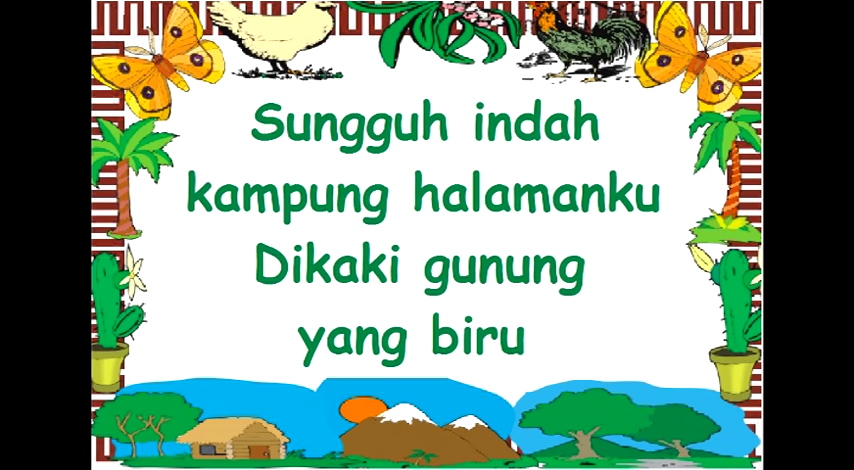 Sungguh indah
kampung halamanku
Dikaki gunung
yang biru